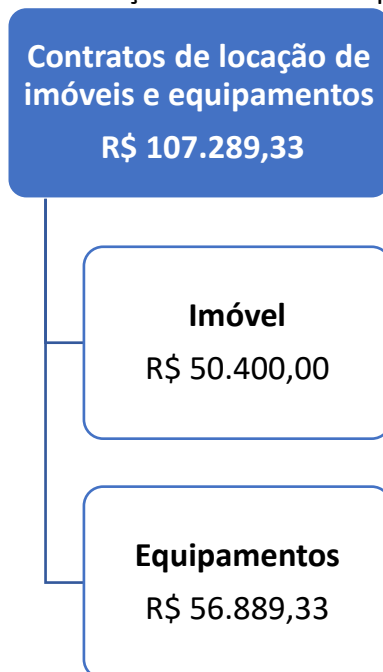 Contratos de locação de
imóveis e equipamentos
R$ 107.289,33
Imóvel
R$ 50.400,00
Equipamentos
R$ 56.889,33